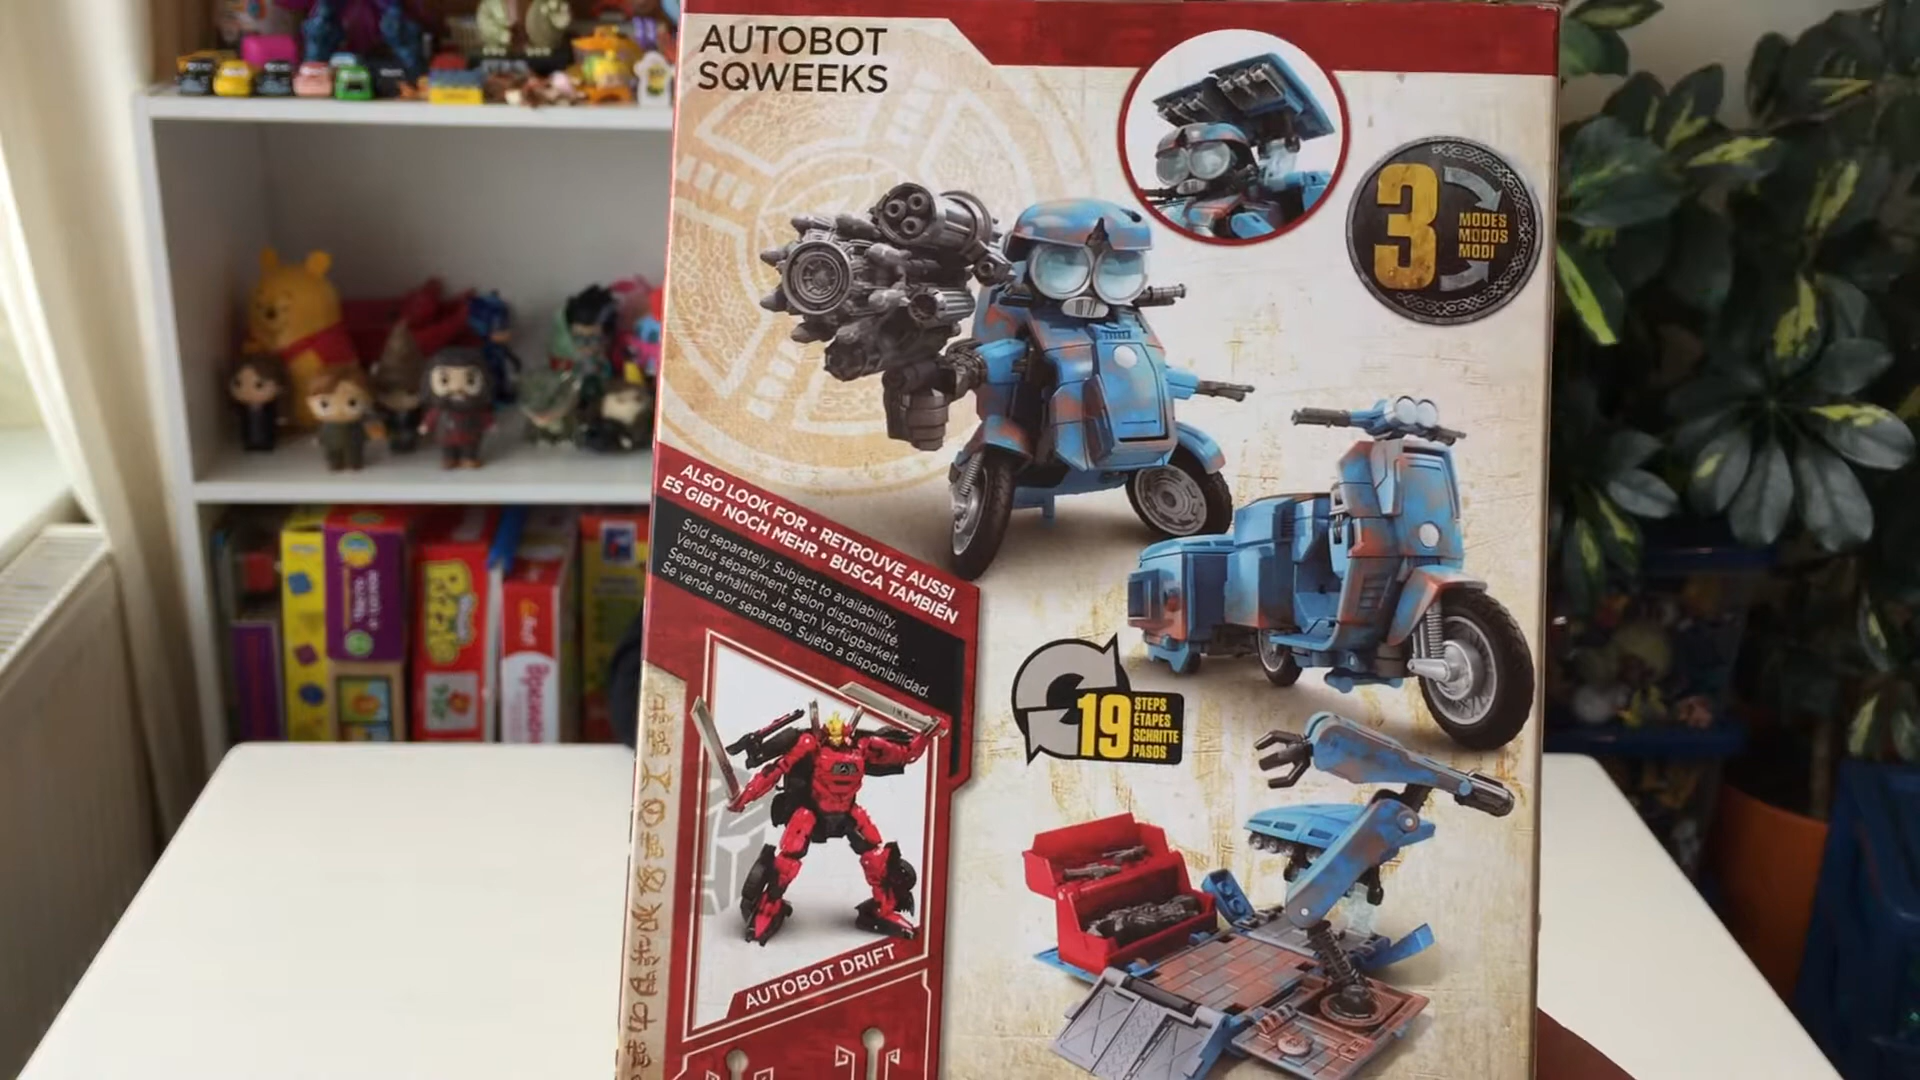 AUTOBOT
SQWEEKS
3
MODES
MODOS
MODI
ALSO LOOK FOR • RETROUVE AUSSI
ES GIBT NOCH MEHR • BUSCA TAMBIÉN
Sold separately. Subject to availability.
Vendus séparément. Selon disponibilité.
Separat erhältlich. Je nach Verfügbarkeit.
Se vende por separado. Sujeto a disponibilidad.
19
STEPS
ÉTAPES
SCHRITTE
PASOS
AUTOBOT DRIFT